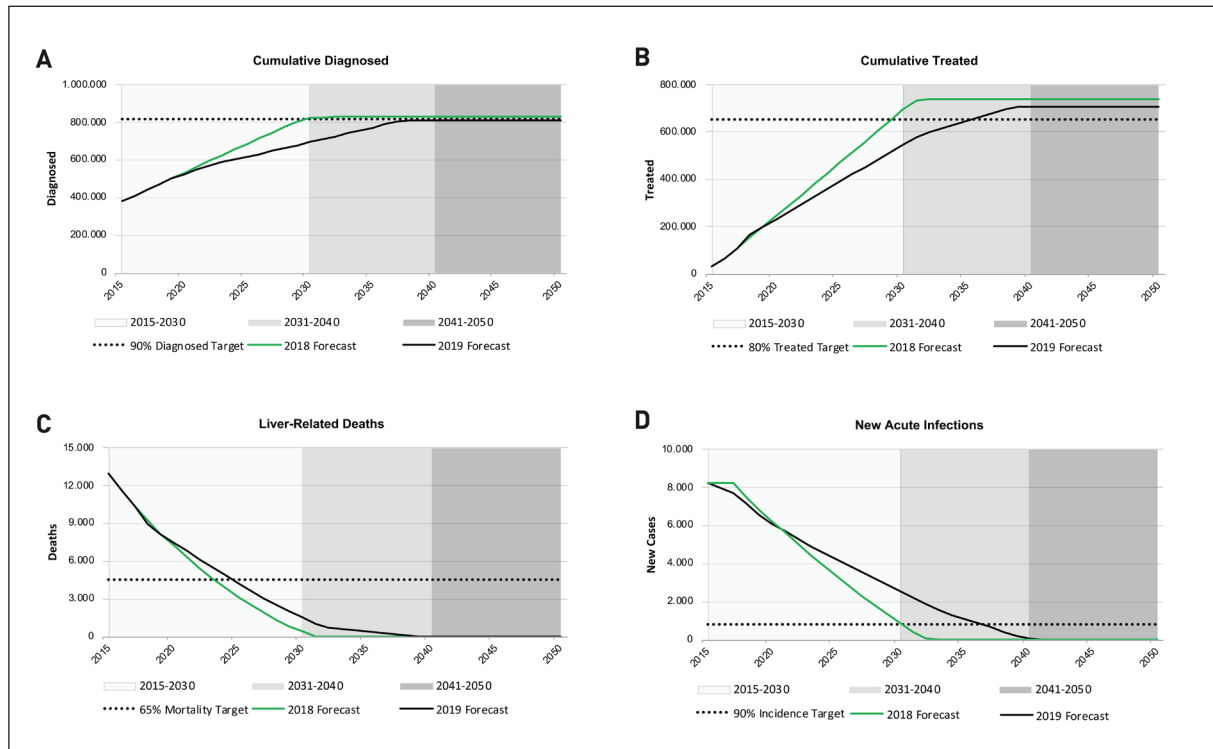 A
Cumulative Diagnosed
1.000.000
800.000
600.000
400.000
200.000
0
Diagnosed
2015 2020 2025 2030 2035 2040 2045 2050
2015-2030 2031-2040 2041-2050
90% Diagnosed Target 2018 Forecast 2019 Forecast
B
Cumulative Treated
800.000
600.000
400.000
200.000
0
Treated
2015 2020 2025 2030 2035 2040 2045 2050
2015-2030 2031-2040 2041-2050
80% Treated Target 2018 Forecast 2019 Forecast
C
Liver-Related Deaths
15.000
12.000
9.000
6.000
3.000
0
Deaths
2015 2020 2025 2030 2035 2040 2045 2050
2015-2030 2031-2040 2041-2050
65% Mortality Target 2018 Forecast 2019 Forecast
D
New Acute Infections
10.000
8.000
6.000
4.000
2.000
0
New Cases
2015 2020 2025 2030 2035 2040 2045 2050
2015-2030 2031-2040 2041-2050
90% Incidence Target 2018 Forecast 2019 Forecast